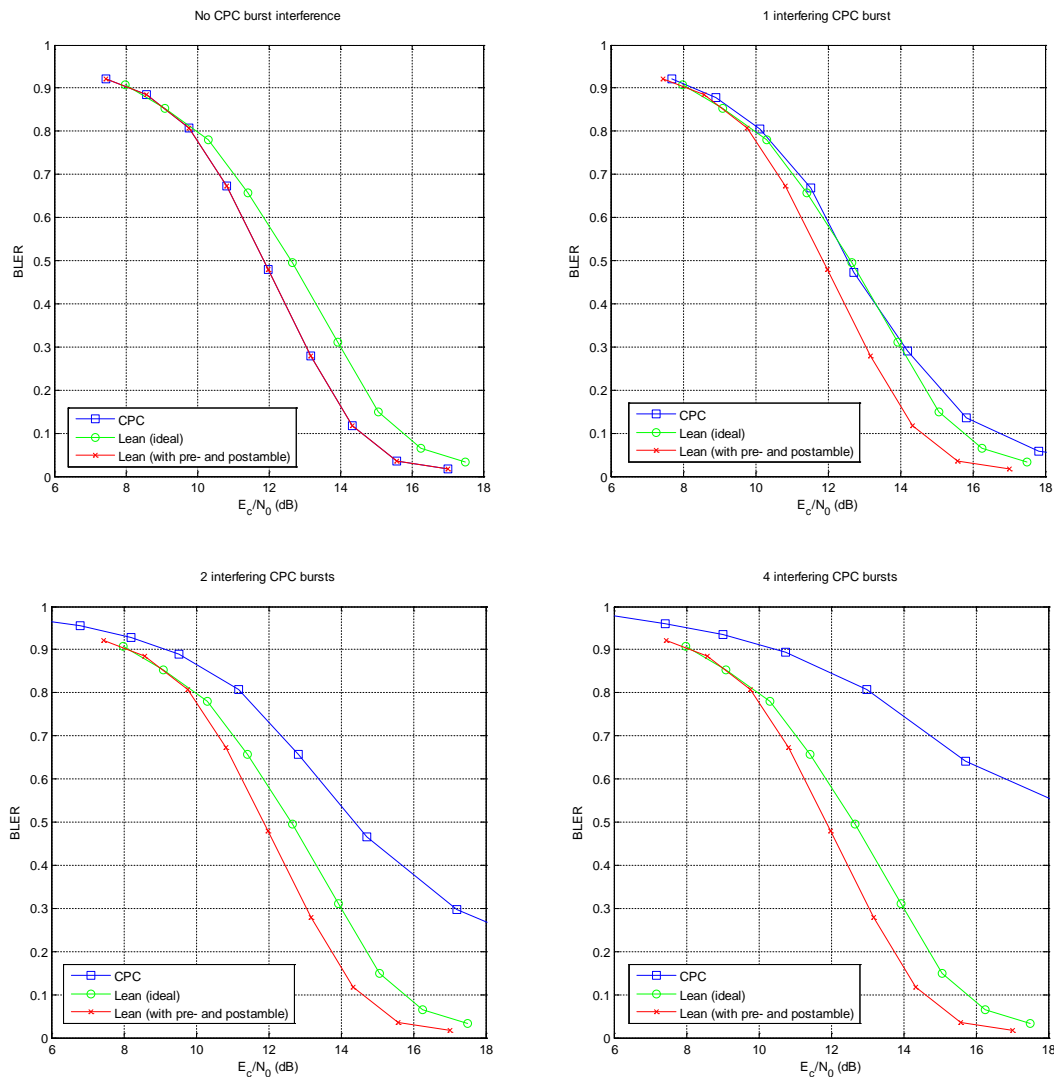 No CPC burst interference
1
0.9
0.8
0.7
0.6
0.5
0.4
0.3
0.2
0.1
0
BLER
CPC
Lean (ideal)
Lean (with pre- and postamble)
6 8 10 12 14 16 18
E_c/N_0 (dB)
1 interfering CPC burst
1
0.9
0.8
0.7
0.6
0.5
0.4
0.3
0.2
0.1
0
BLER
CPC
Lean (ideal)
Lean (with pre- and postamble)
6 8 10 12 14 16 18
E_c/N_0 (dB)
2 interfering CPC bursts
1
0.9
0.8
0.7
0.6
0.5
0.4
0.3
0.2
0.1
0
BLER
CPC
Lean (ideal)
Lean (with pre- and postamble)
6 8 10 12 14 16 18
E_c/N_0 (dB)
4 interfering CPC bursts
1
0.9
0.8
0.7
0.6
0.5
0.4
0.3
0.2
0.1
0
BLER
CPC
Lean (ideal)
Lean (with pre- and postamble)
6 8 10 12 14 16 18
E_c/N_0 (dB)